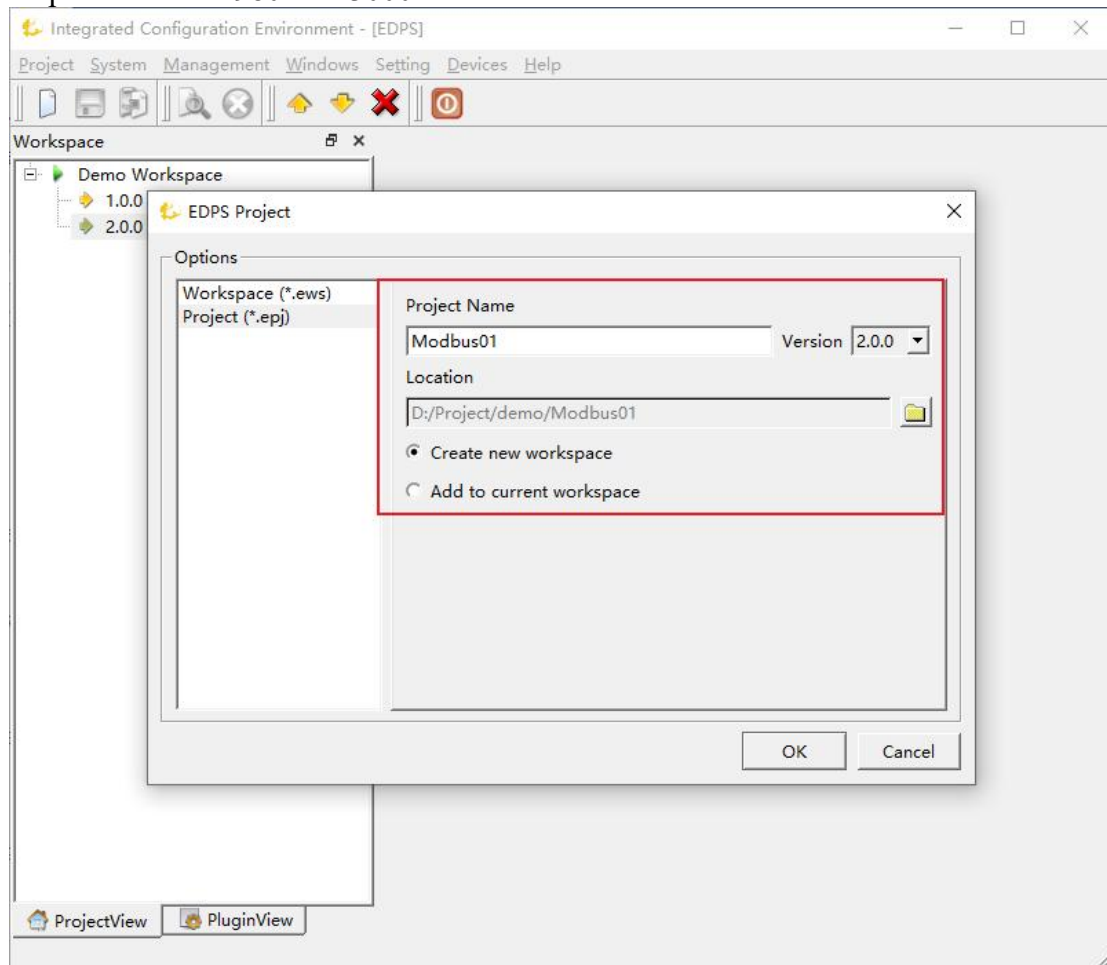 Integrated Configuration Environment - [EDPS]
Project System Management Windows Setting Devices Help
Workspace
Demo Workspace
1.0.0
2.0.0
EDPS Project
Options
Workspace (*.ews)
Project (*.epj)
Project Name
Modbus01 Version 2.0.0
Location
D:/Project/demo/Modbus01
Create new workspace
Add to current workspace
OK Cancel
ProjectView PluginView